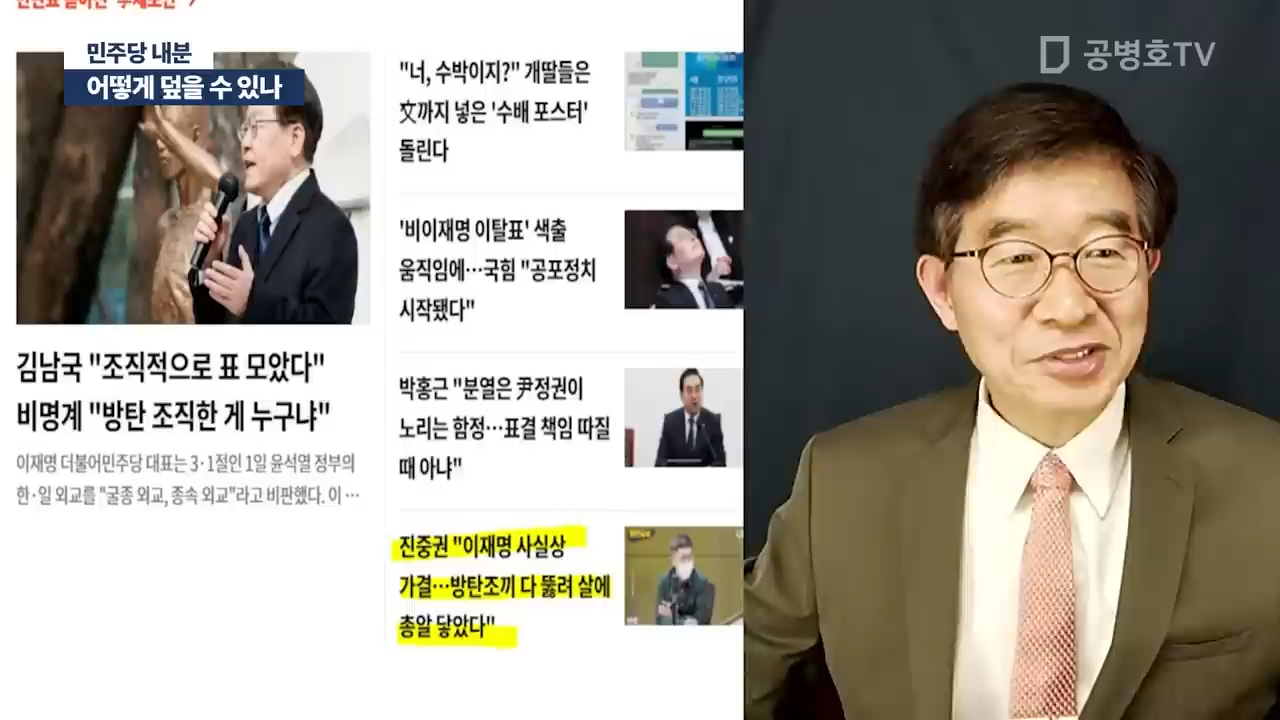 민주당 내분
어떻게 덮을 수 있나
김남국 "조직적으로 표 모았다"
비명계 "방탄 조직한 게 누구냐"
이재명 더불어민주당 대표는 3·1절인 1일 윤석열 정부의
한·일 외교를 "굴종 외교, 종속 외교"라고 비판했다. 이 …
"너, 수박이지?" 개딸들은
文까지 넣은 '수배 포스터'
돌린다
'비이재명 이탈표' 색출
움직임에…국힘 "공포정치
시작됐다"
박홍근 "분열은 尹정권이
노리는 함정…표결 책임 따질
때 아냐"
진중권 "이재명 사실상
가결…방탄조끼 다 뚫려 살에
총알 닿았다"
공병호TV